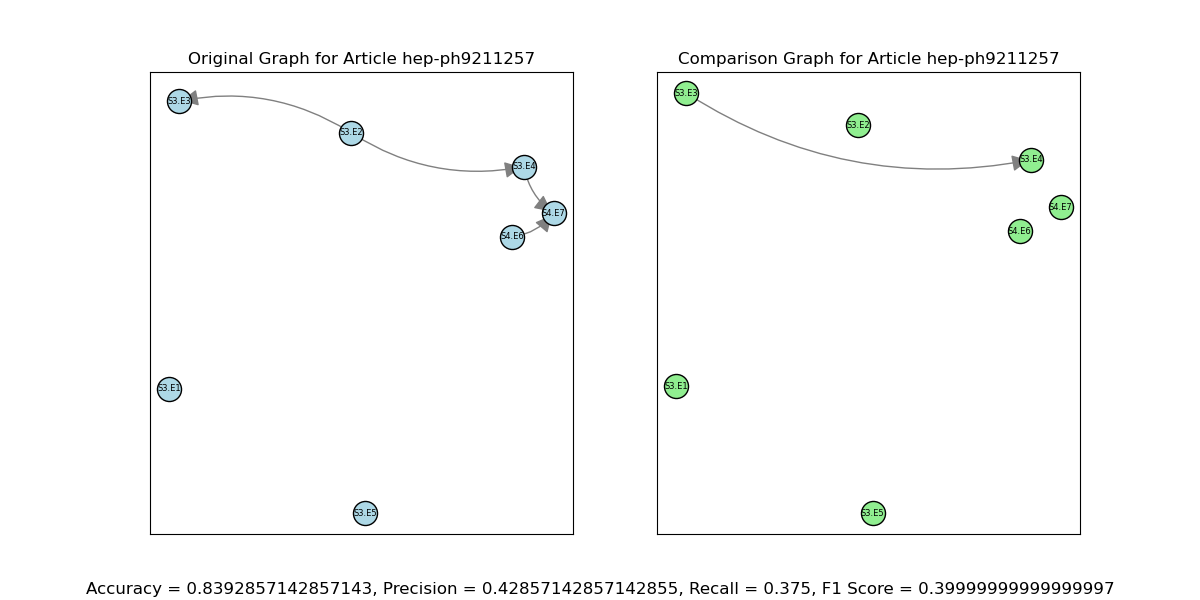 Original Graph for Article hep-ph9211257
S3.E3
S3.E2
S3.E4
S4.E7
S4.E6
S3.E1
S3.E5
Comparison Graph for Article hep-ph9211257
S3.E3
S3.E2
S3.E4
S4.E7
S4.E6
S3.E1
S3.E5
Accuracy = 0.8392857142857143, Precision = 0.42857142857142855, Recall = 0.375, F1 Score = 0.39999999999999997